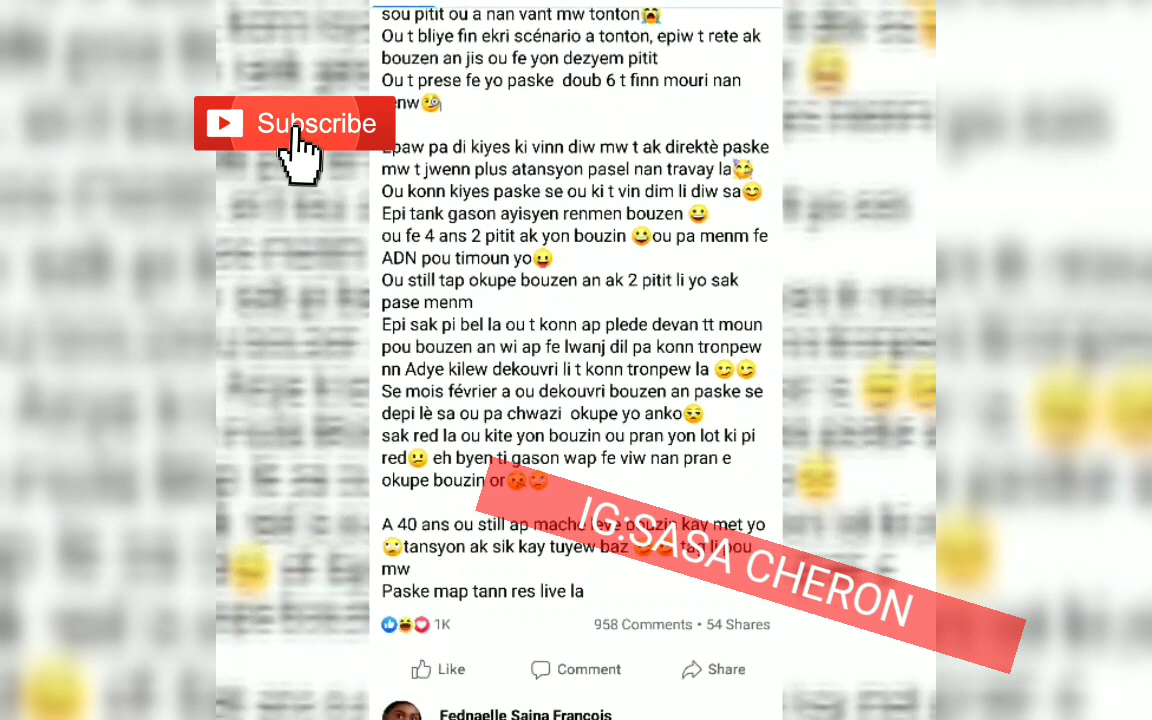 sou pitit ou a nan vant mw tonton😭
Ou t bliye fin ekri scénario a tonton, epiw t rete ak
bouzen an jis ou fe yon dezyem pitit
Ou t prese fe yo paske doub 6 t finn mouri nan
enw🧐
Subscribe
Epaw pa di kiyes ki vinn diw mw t ak direktè paske
mw t jwenn plus atansyon pasel nan travay la🥳
Ou konn kiyes paske se ou ki t vin dim li diw sa😊
Epi tank gason ayisyen renmen bouzen 😀
ou fe 4 ans 2 pitit ak yon bouzin 😀ou pa menm fe
ADN pou timoun yo😛
Ou still tap okupe bouzen an ak 2 pitit li yo sak
pase menm
Epi sak pi bel la ou t konn ap plede devan tt moun
pou bouzen an wi ap fe lwanj dil pa konn tronpew
nn Adye kilew dekouvri li t konn tronpew la 😏😏
Se mois février a ou dekouvri bouzen an paske se
depi lè sa ou pa chwazi okupe yo anko😒
sak red la ou kite yon bouzin ou pran yon lot ki pi
red😕 eh byen ti gason wap fe viw nan pran e
okupe bouzin or
A 40 ans ou still ap mache leve bouzin kay met yo
🙄tansyon ak sik kay tuyew baz tag li pou
mw
Paske map tann res live la
IG:SASA CHERON
1K
958 Comments • 54 Shares
Like Comment Share
Fednaelle Saina Francois